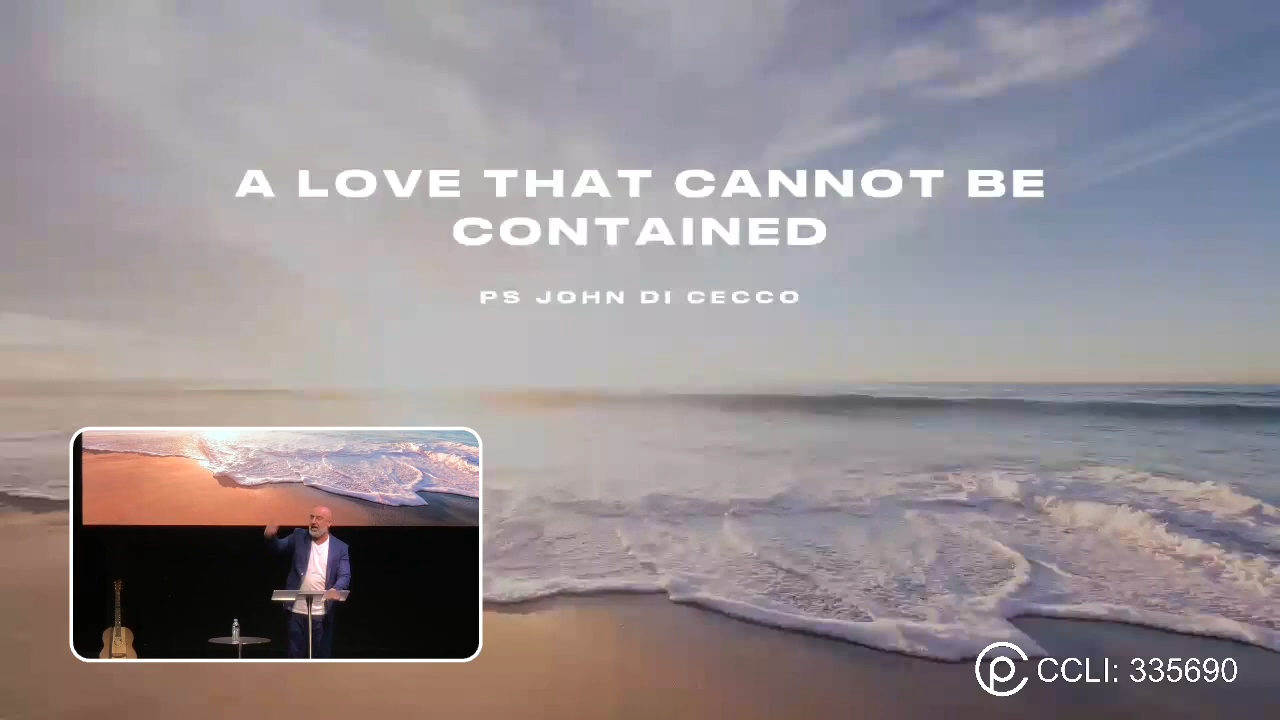 A LOVE THAT CANNOT BE
CONTAINED
PS JOHN DI CECCO
CCLI: 335690